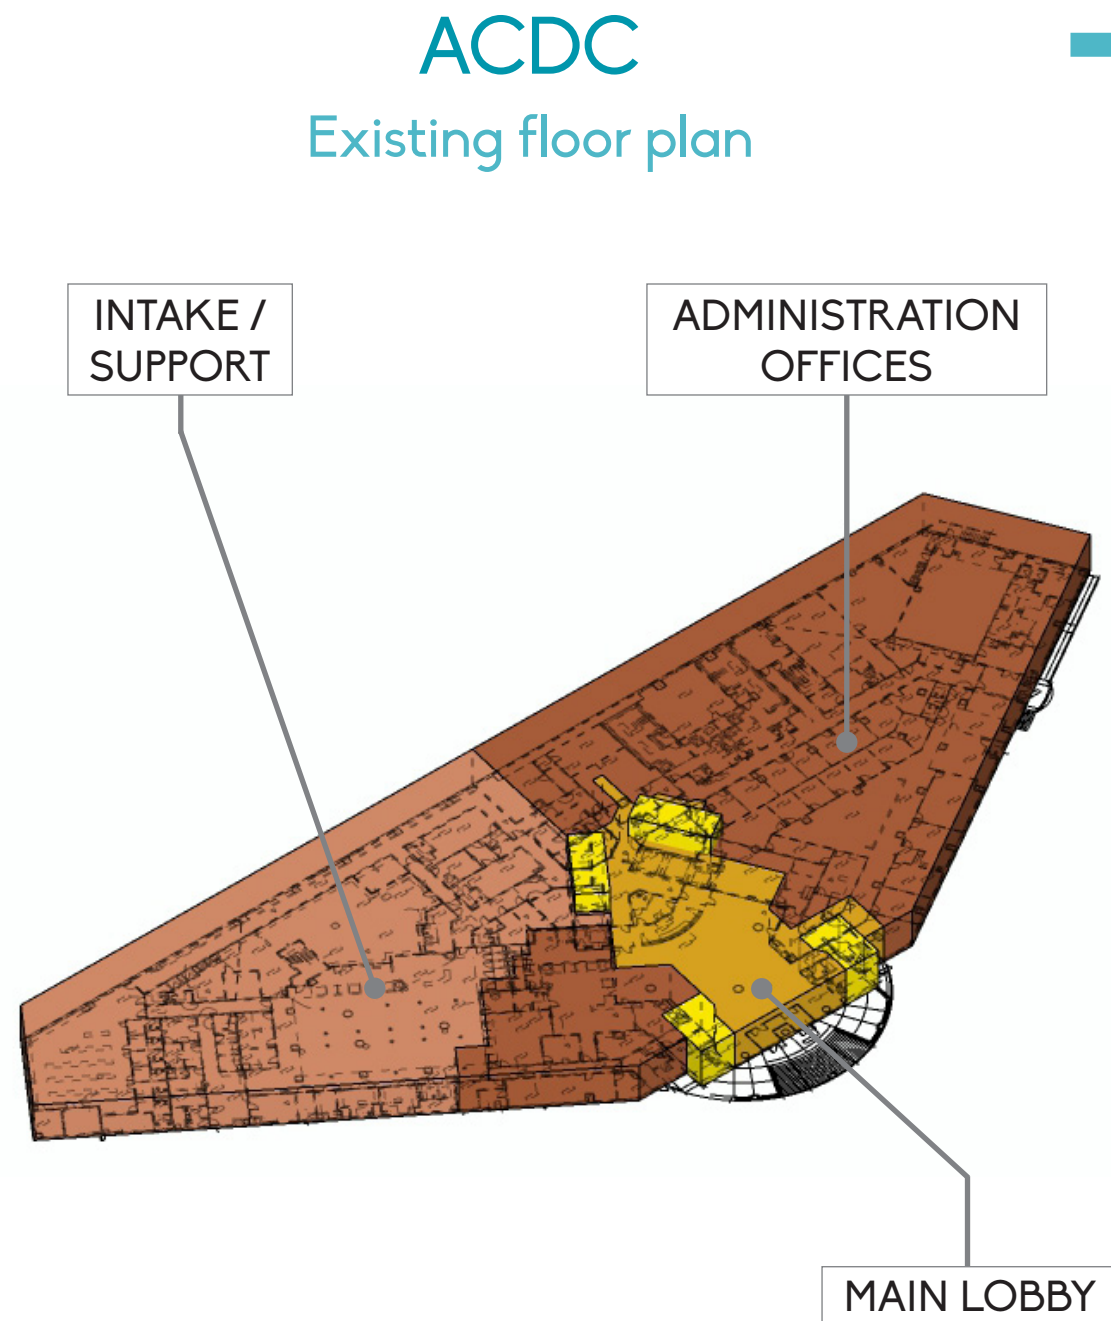 ACDC
Existing floor plan
INTAKE /
SUPPORT
ADMINISTRATION
OFFICES
MAIN LOBBY